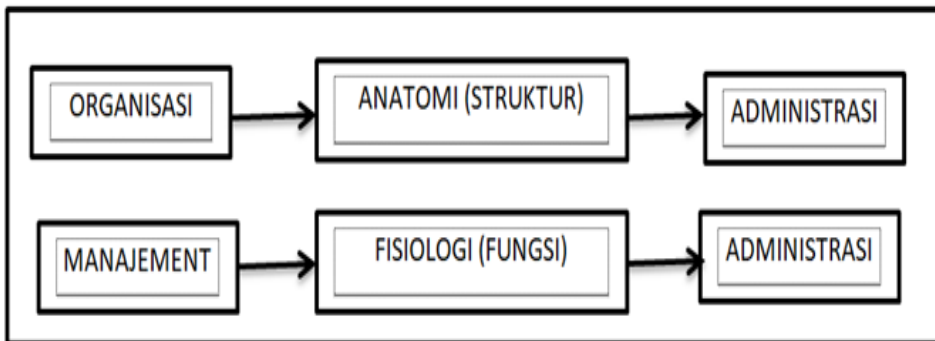 ORGANISASI
ANATOMI (STRUKTUR)
ADMINISTRASI
MANAJEMENT
FISIOLOGI (FUNGSI)
ADMINISTRASI